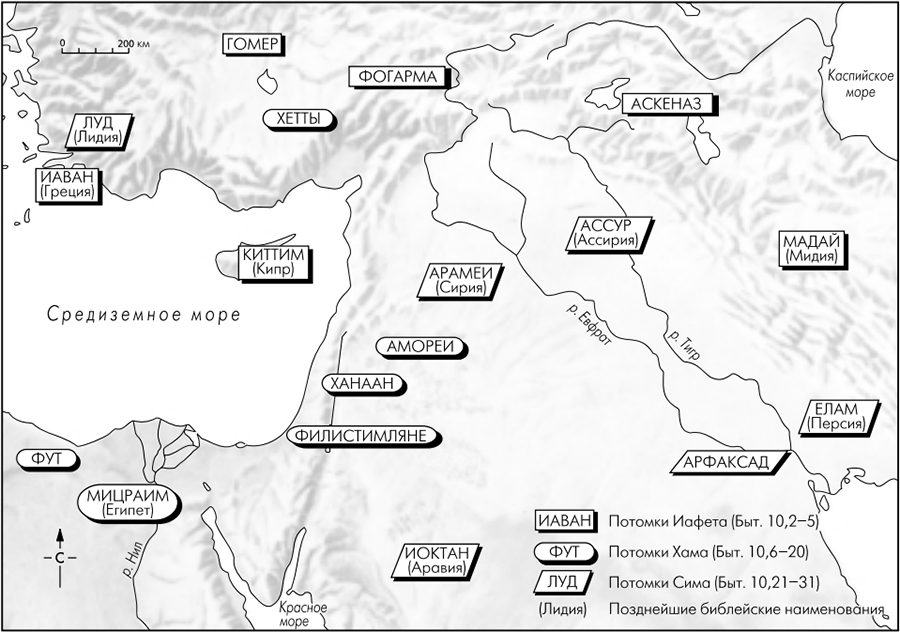 0 200 км
ГОМЕР
ФОГАРМА
Каспийское
море
АСКЕНАЗ
ХЕТТЫ
ЛУД
(Лидия)
ИАВАН
(Греция)
АССУР
(Ассирия)
МАДАЙ
(Мидия)
КИТТИМ
(Кипр)
АРАМЕИ
(Сирия)
Средиземное море
р. Евфрат
р. Тигр
АМОРЕИ
ХАНААН
ЕЛАМ
(Персия)
ФИЛИСТИМЛЯНЕ
ФУТ
АРФАКСАД
МИЦРАИМ
(Египет)
С
р. Нил
ИОКТАН
(Аравия)
Красное
море
ИАВАН Потомки Иафета (Быт. 10,2–5)
ФУТ Потомки Хама (Быт. 10,6–20)
ЛУД Потомки Сима (Быт. 10,21–31)
(Лидия) Позднейшие библейские наименования